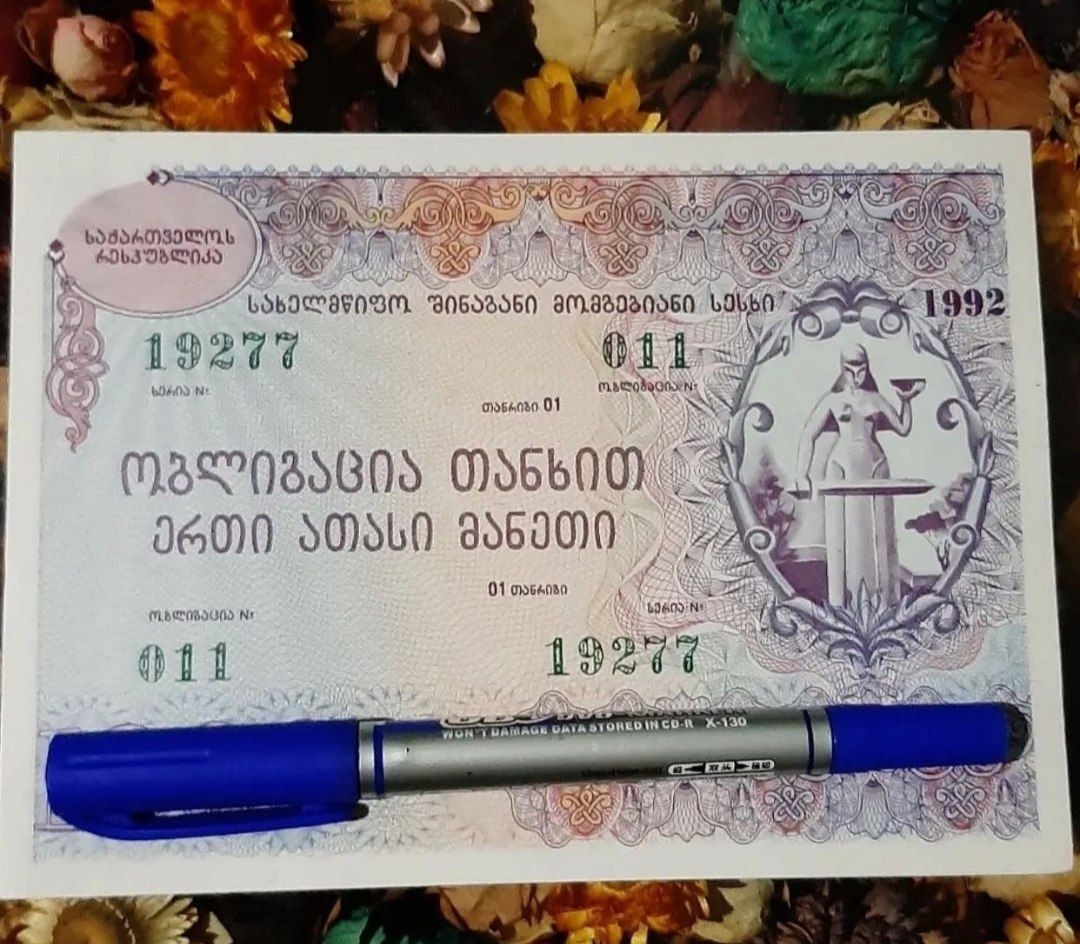 საქართველოს
რესპუბლიკა
სახელმწიფო შინაგანი მომგებიანი სესხი 1992
19277 011
სერია № ობლიგაცია №
თანრიგი 01
ობლიგაცია თანხით
ერთი ათასი მანეთი
01 თანრიგი
ობლიგაცია № სერია №
011 19277
WON'T DAMAGE DATA STORED IN CD-R X-130